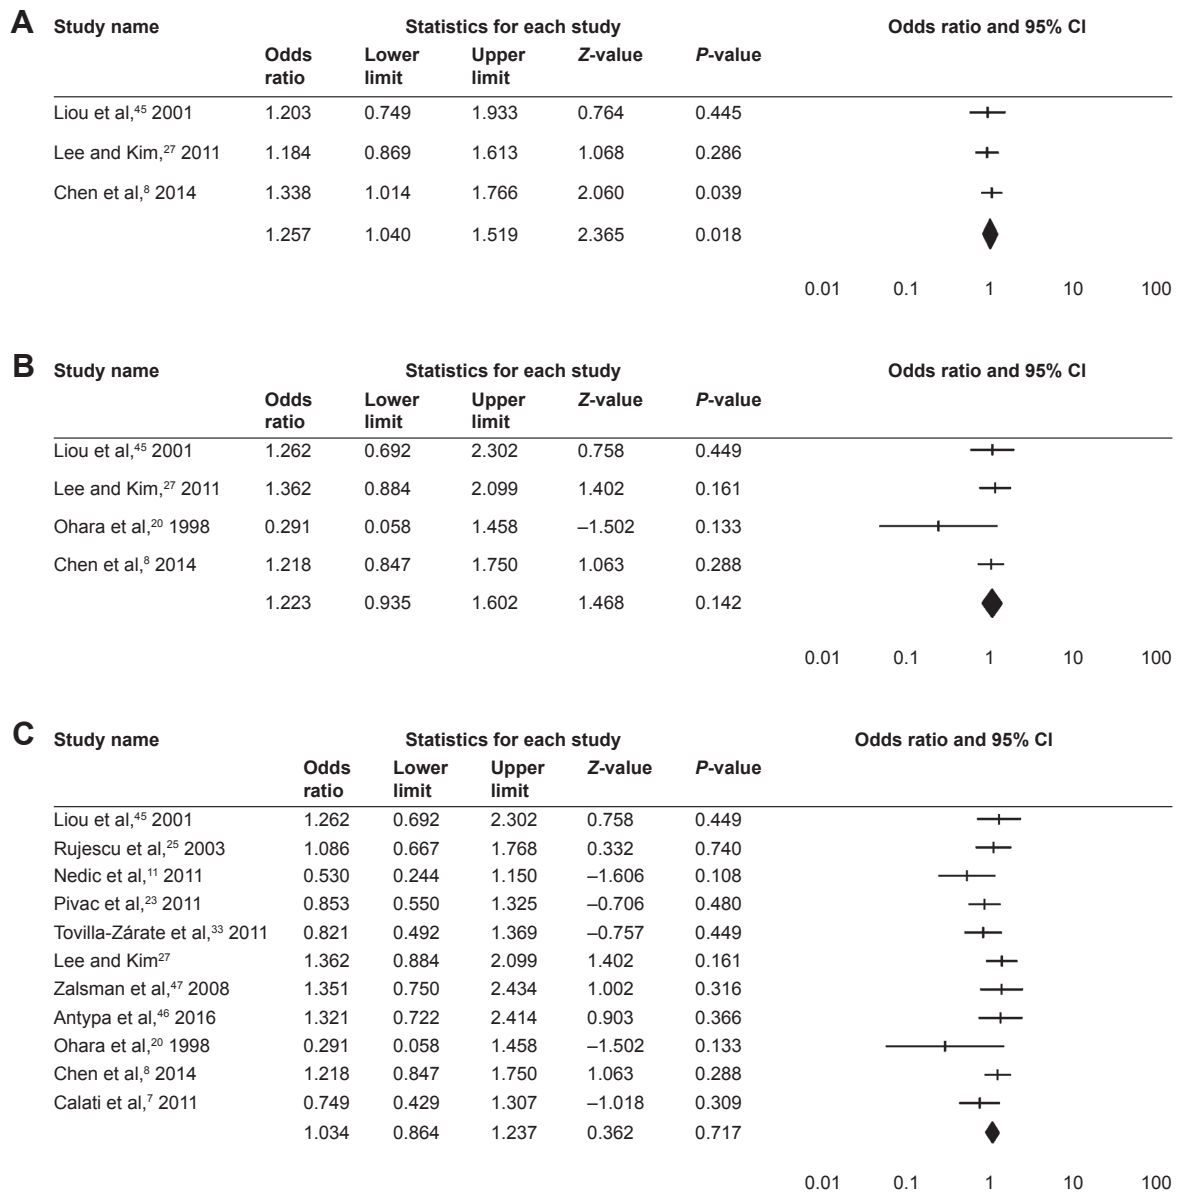 A Study name Statistics for each study Odds ratio and 95% CI
Odds ratio Lower limit Upper limit Z-value P-value
Liou et al,45 2001 1.203 0.749 1.933 0.764 0.445
Lee and Kim,27 2011 1.184 0.869 1.613 1.068 0.286
Chen et al,8 2014 1.338 1.014 1.766 2.060 0.039
1.257 1.040 1.519 2.365 0.018
0.01 0.1 1 10 100
B Study name Statistics for each study Odds ratio and 95% CI
Odds ratio Lower limit Upper limit Z-value P-value
Liou et al,45 2001 1.262 0.692 2.302 0.758 0.449
Lee and Kim,27 2011 1.362 0.884 2.099 1.402 0.161
Ohara et al,20 1998 0.291 0.058 1.458 –1.502 0.133
Chen et al,8 2014 1.218 0.847 1.750 1.063 0.288
1.223 0.935 1.602 1.468 0.142
0.01 0.1 1 10 100
C Study name Statistics for each study Odds ratio and 95% CI
Odds ratio Lower limit Upper limit Z-value P-value
Liou et al,45 2001 1.262 0.692 2.302 0.758 0.449
Rujescu et al,25 2003 1.086 0.667 1.768 0.332 0.740
Nedic et al,11 2011 0.530 0.244 1.150 –1.606 0.108
Pivac et al,23 2011 0.853 0.550 1.325 –0.706 0.480
Tovilla-Zárate et al,33 2011 0.821 0.492 1.369 –0.757 0.449
Lee and Kim27 1.362 0.884 2.099 1.402 0.161
Zalsman et al,47 2008 1.351 0.750 2.434 1.002 0.316
Antypa et al,46 2016 1.321 0.722 2.414 0.903 0.366
Ohara et al,20 1998 0.291 0.058 1.458 –1.502 0.133
Chen et al,8 2014 1.218 0.847 1.750 1.063 0.288
Calati et al,7 2011 0.749 0.429 1.307 –1.018 0.309
1.034 0.864 1.237 0.362 0.717
0.01 0.1 1 10 100